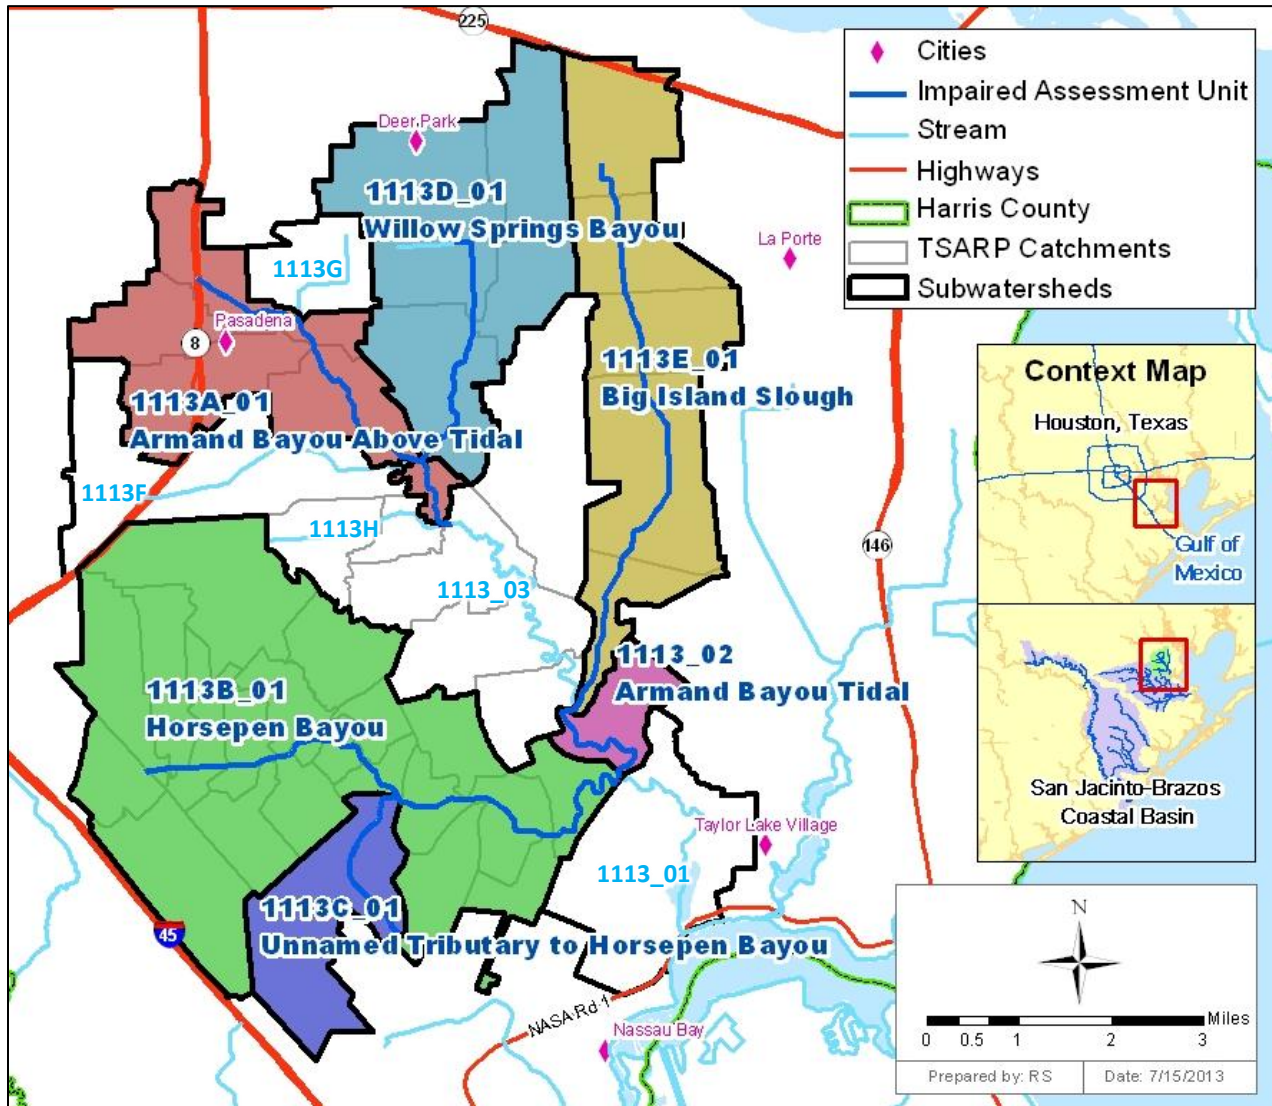 225
Cities
Impaired Assessment Unit
Stream
Highways
Harris County
TSARP Catchments
Subwatersheds
Deer Park
1113D_01
Willow Springs Bayou
La Porte
1113G
Pasadena
8
1113A_01
Armand Bayou Above Tidal
1113E_01
Big Island Slough
Context Map
Houston, Texas
Gulf of
Mexico
1113F
1113H
146
1113_03
1113_02
Armand Bayou Tidal
1113B_01
Horsepen Bayou
San Jacinto-Brazos
Coastal Basin
Taylor Lake Village
1113_01
1113C_01
Unnamed Tributary to Horsepen Bayou
45
NASA Rd 1
Nassau Bay
N
Miles
0 0.5 1 2 3
Prepared by: RS
Date: 7/15/2013